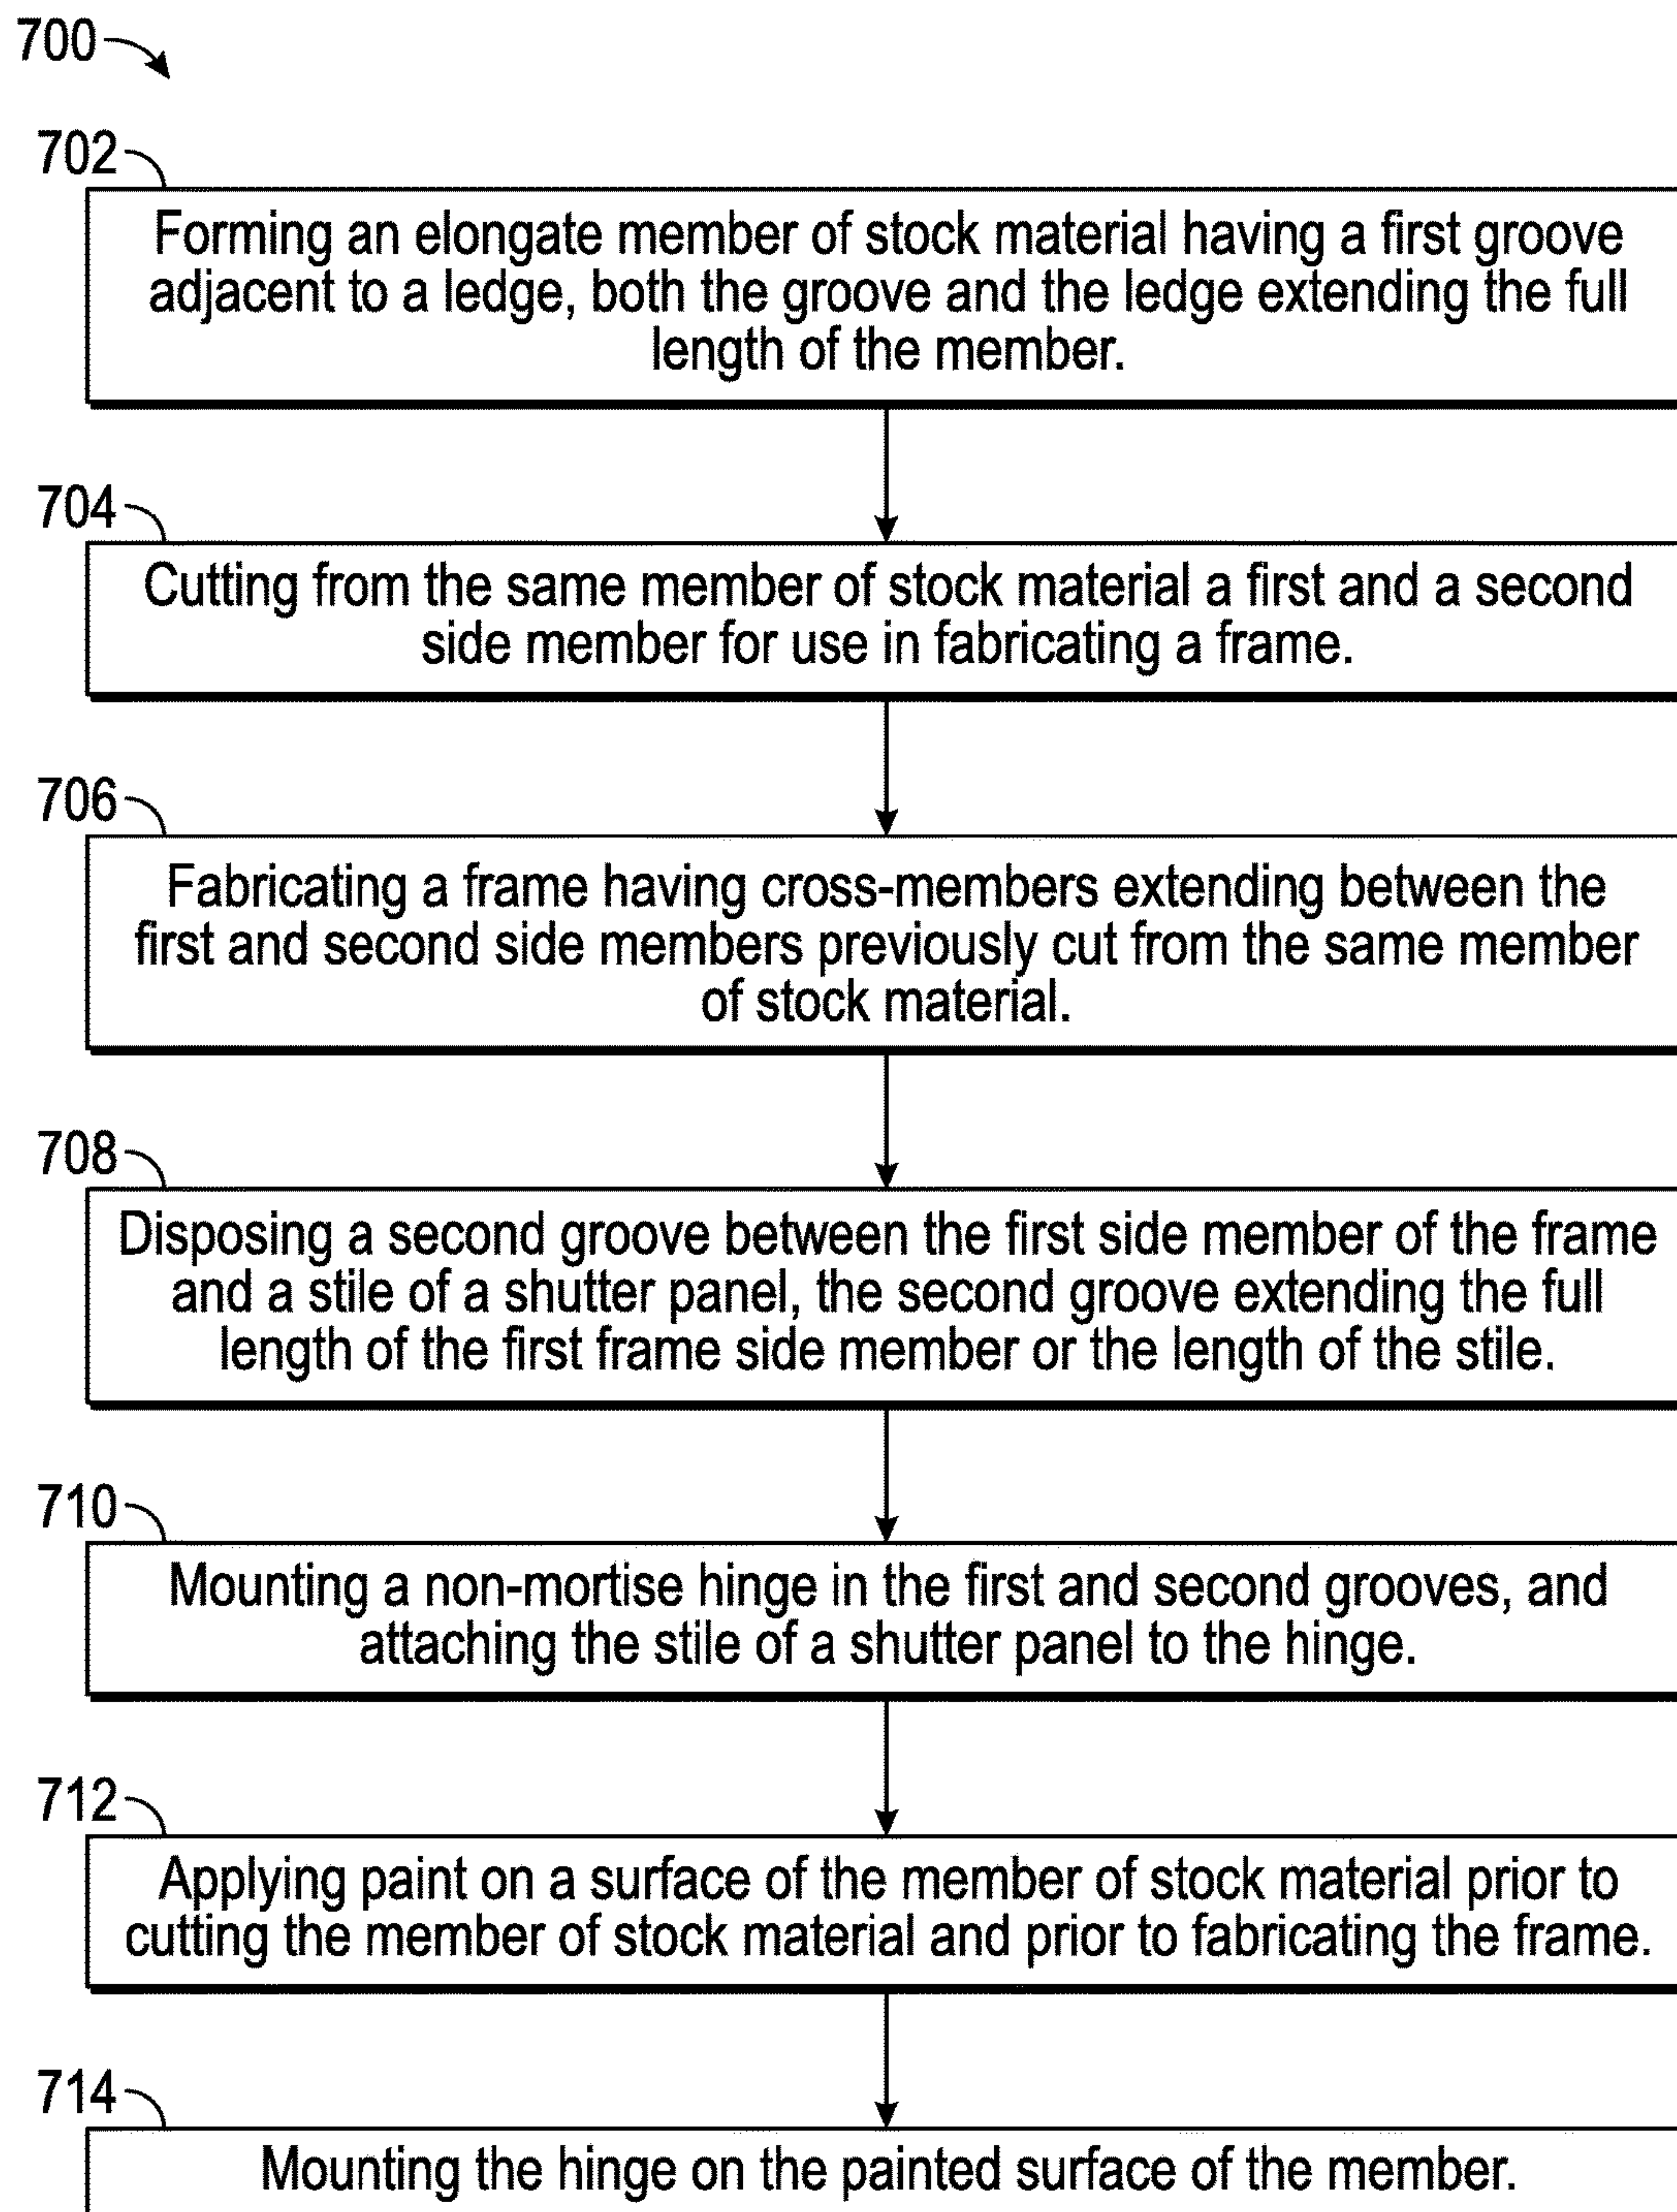 700
702
Forming an elongate member of stock material having a first groove
adjacent to a ledge, both the groove and the ledge extending the full
length of the member.
704
Cutting from the same member of stock material a first and a second
side member for use in fabricating a frame.
706
Fabricating a frame having cross-members extending between the
first and second side members previously cut from the same member
of stock material.
708
Disposing a second groove between the first side member of the frame
and a stile of a shutter panel, the second groove extending the full
length of the first frame side member or the length of the stile.
710
Mounting a non-mortise hinge in the first and second grooves, and
attaching the stile of a shutter panel to the hinge.
712
Applying paint on a surface of the member of stock material prior to
cutting the member of stock material and prior to fabricating the frame.
714
Mounting the hinge on the painted surface of the member.